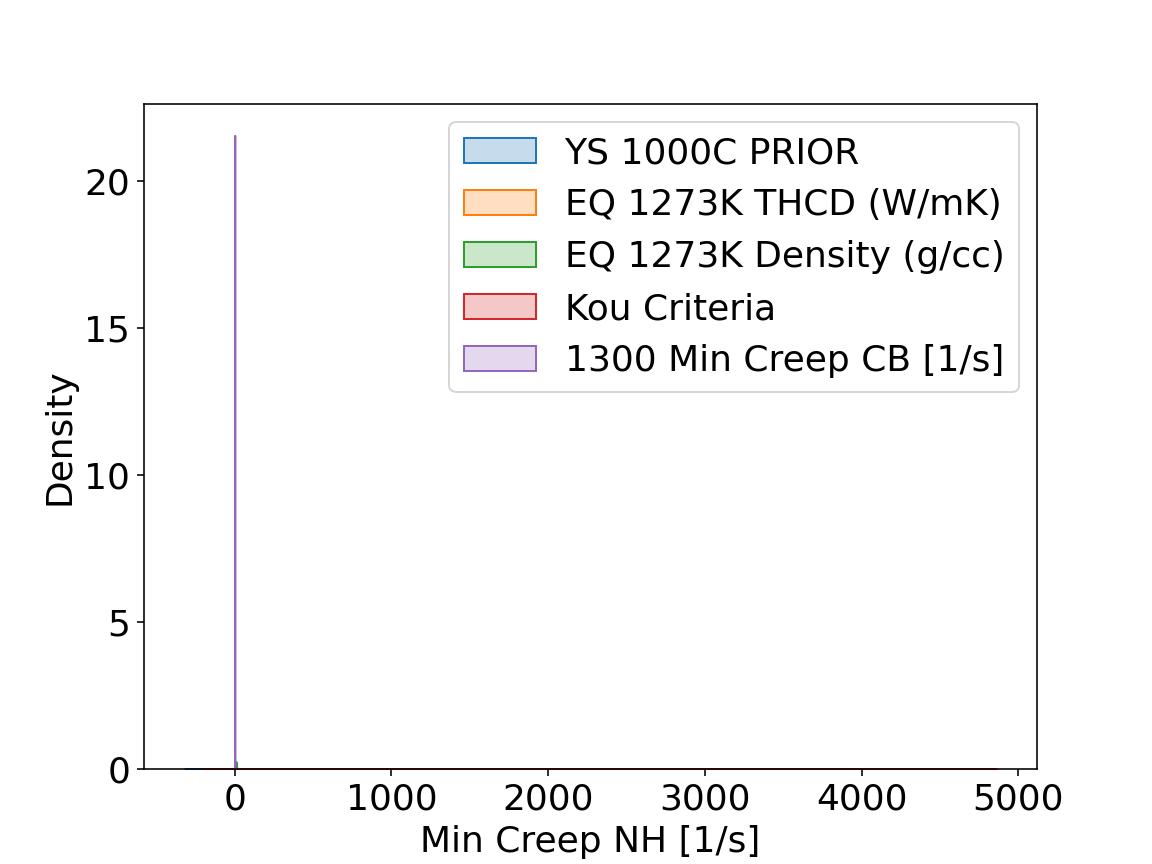 YS 1000C PRIOR
EQ 1273K THCD (W/mK)
EQ 1273K Density (g/cc)
Kou Criteria
1300 Min Creep CB [1/s]
Density
20
15
10
5
0
0 1000 2000 3000 4000 5000
Min Creep NH [1/s]